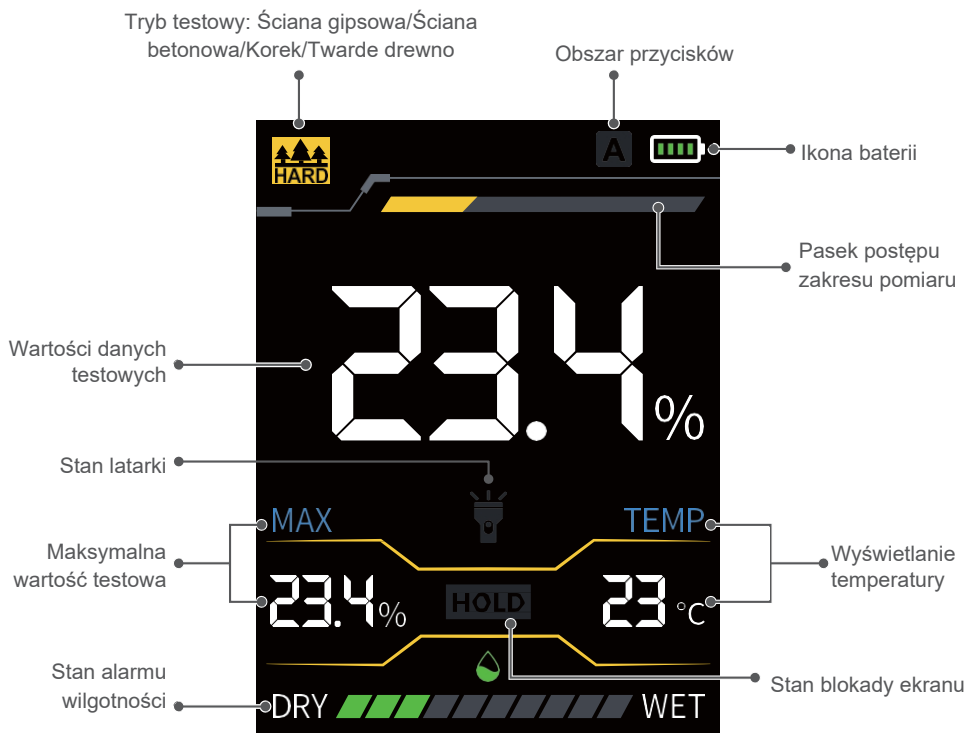 Tryb testowy: Ściana gipsowa/Ściana
betonowa/Korek/Twarde drewno
Obszar przycisków
HARD
A
Ikona baterii
Pasek postępu
zakresu pomiaru
Wartości danych
testowych
23.4%
Stan latarki
MAX
TEMP
Maksymalna
wartość testowa
Wyświetlanie
temperatury
23.4%
HOLD
23 °C
Stan alarmu
wilgotności
Stan blokady ekranu
DRY
WET